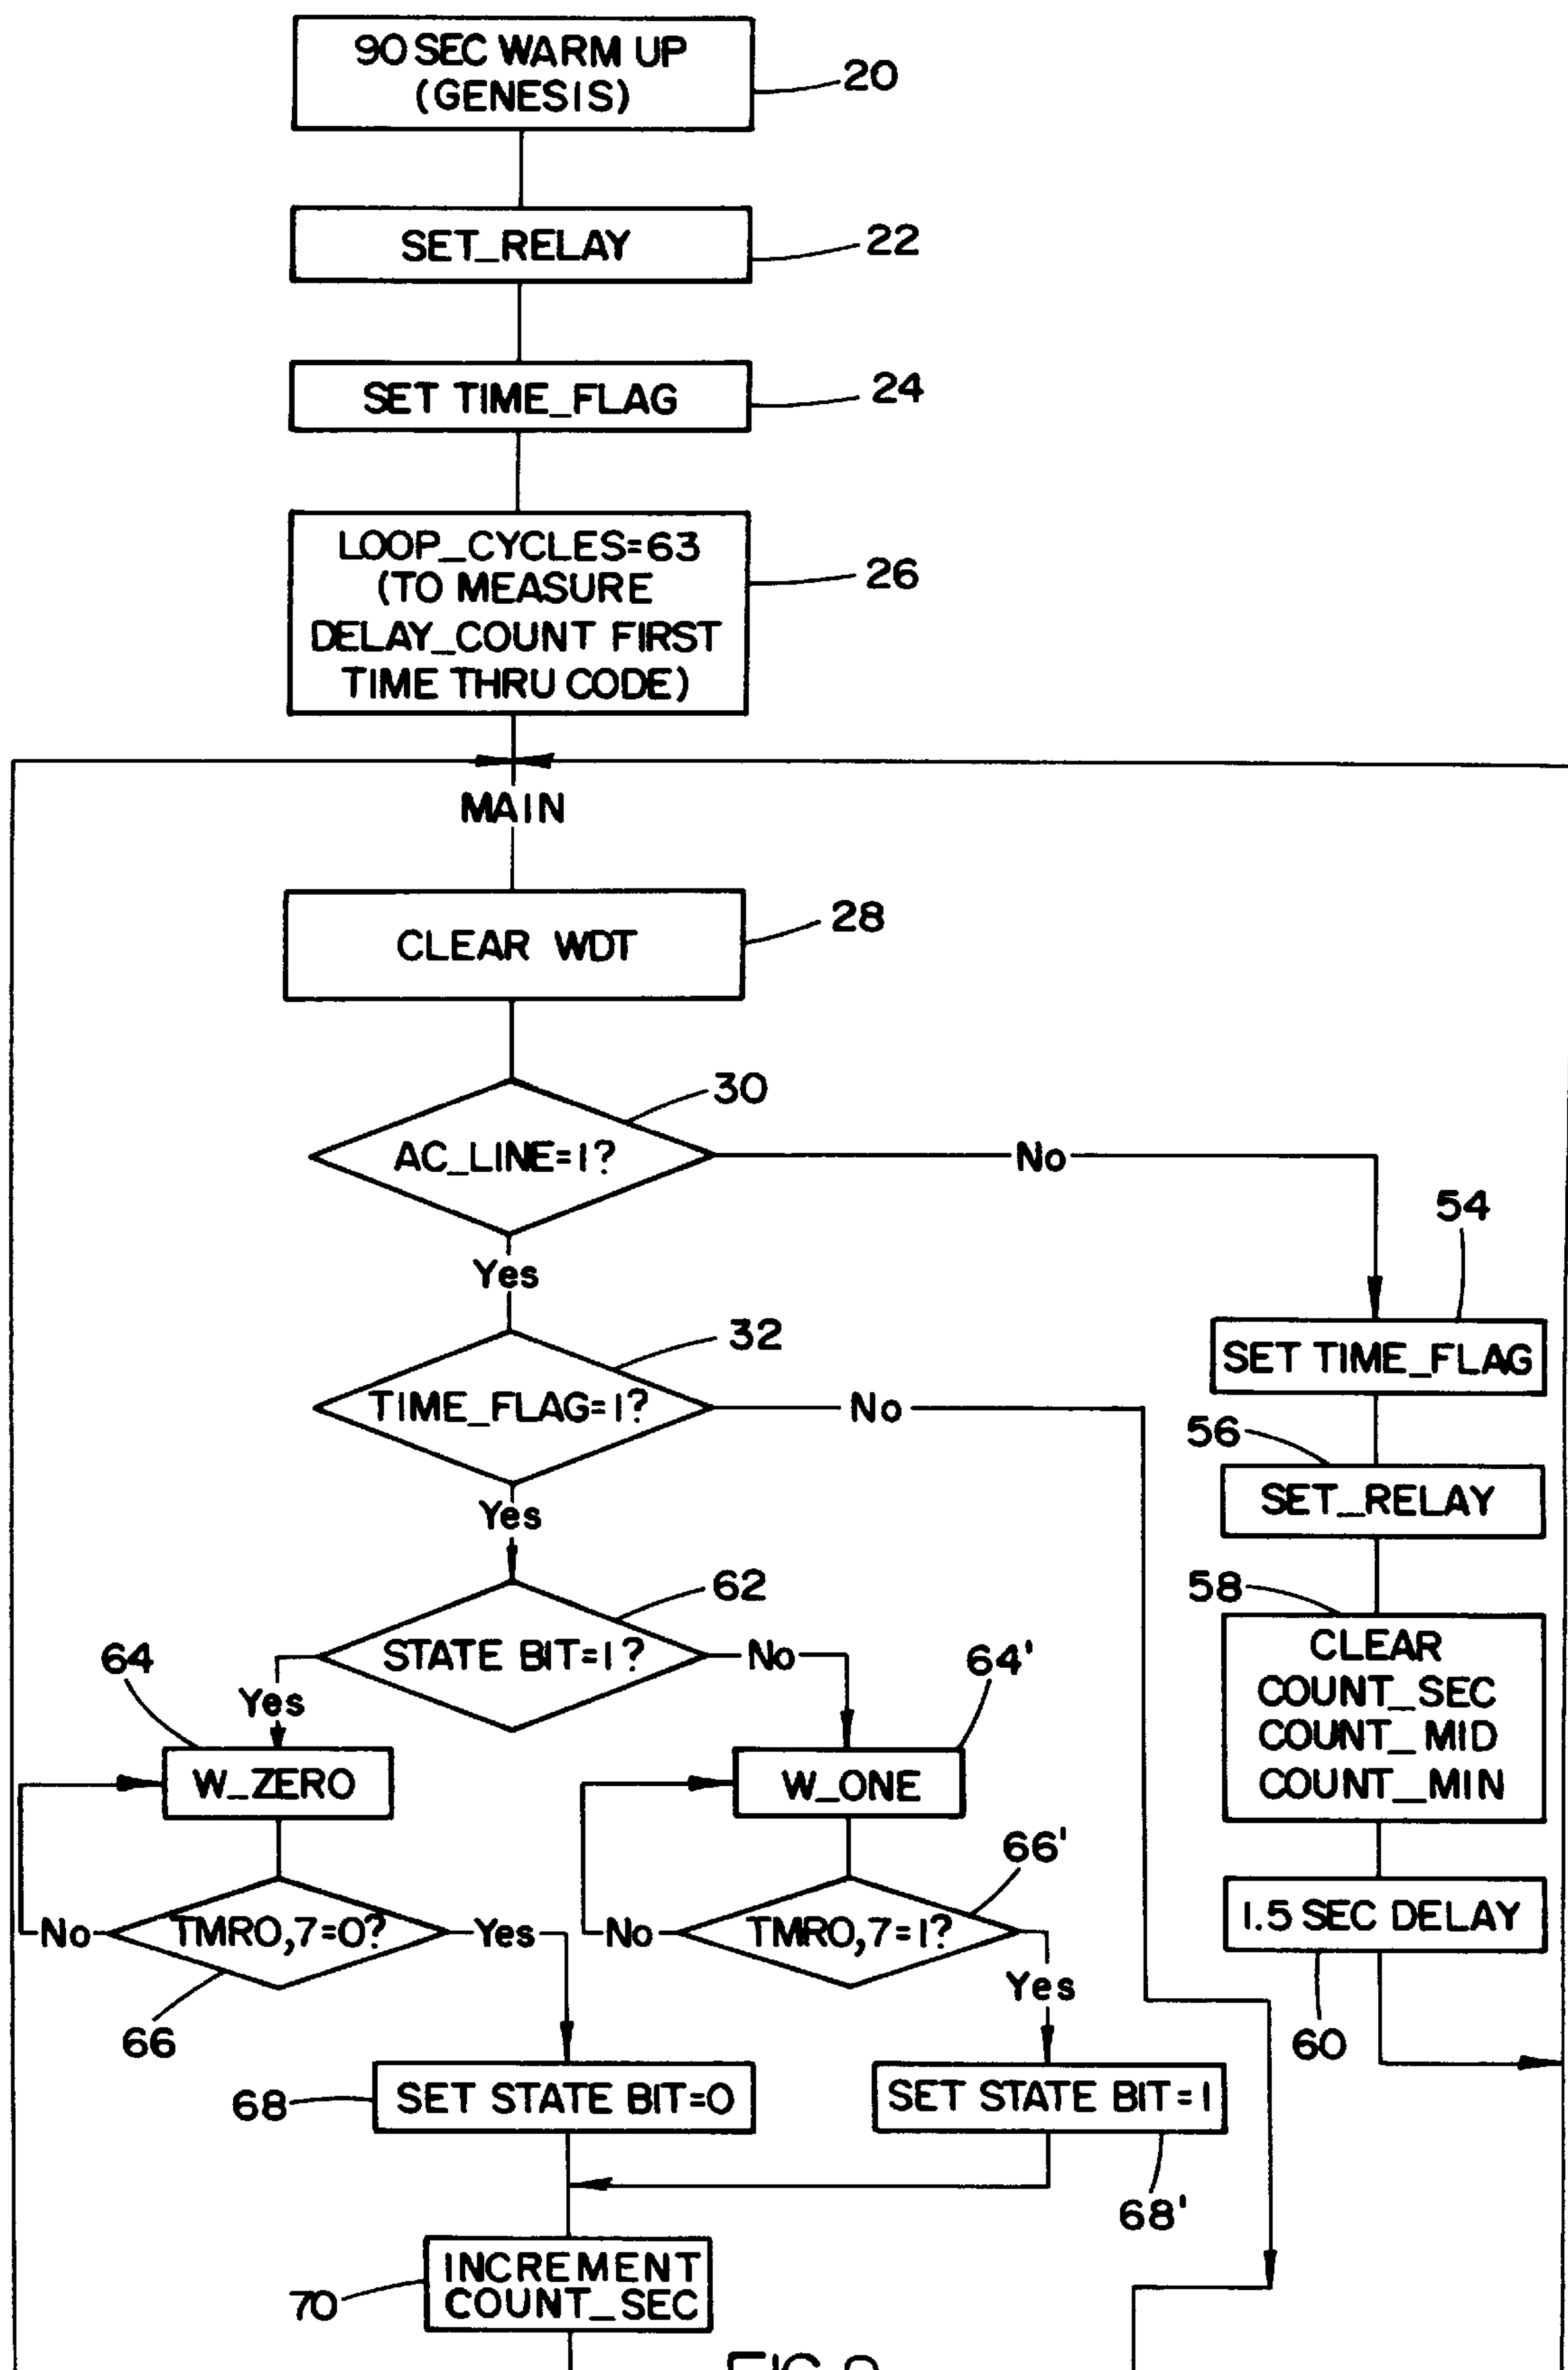 90 SEC WARM UP
(GENESIS)
20
SET_RELAY
22
SET TIME_FLAG
24
LOOP_CYCLES=63
(TO MEASURE
DELAY_COUNT FIRST
TIME THRU CODE)
26
MAIN
CLEAR WDT
28
AC_LINE=1?
30
No
Yes
TIME_FLAG=1?
32
No
Yes
54
SET TIME_FLAG
56
SET_RELAY
58
CLEAR
COUNT_SEC
COUNT_MID
COUNT_MIN
1.5 SEC DELAY
60
STATE BIT=1?
62
Yes
No
64
W_ZERO
64'
W_ONE
TMRO,7=0?
66
No
Yes
TMRO,7=1?
66'
No
Yes
68
SET STATE BIT=0
SET STATE BIT=1
68'
70
INCREMENT
COUNT_SEC